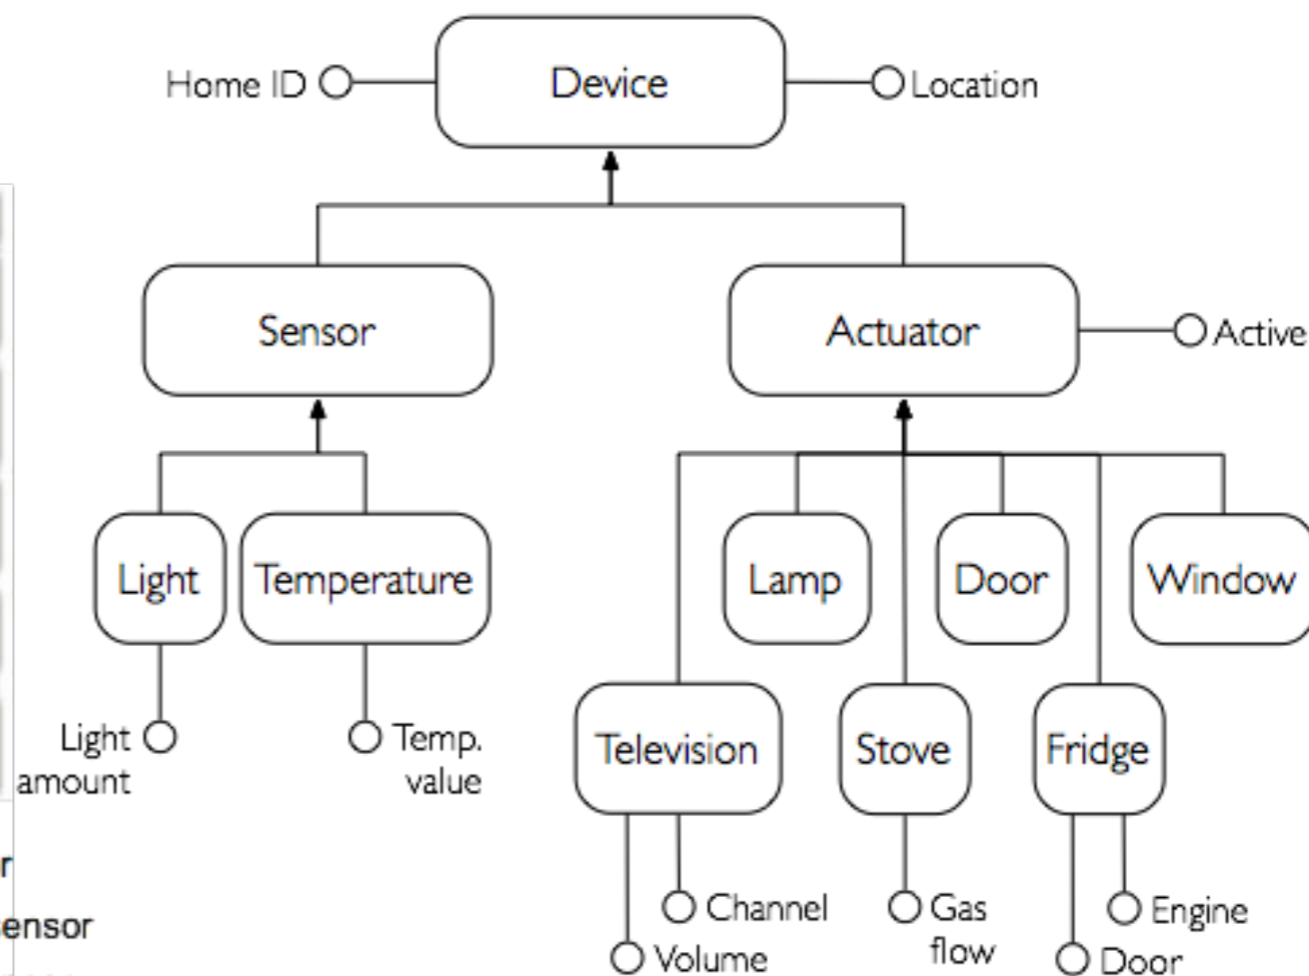 Device
Home ID
Location
Sensor
Actuator
Active
Light
Temperature
Lamp
Door
Window
Television
Stove
Fridge
Light
amount
Temp.
value
Channel
Volume
Gas
flow
Engine
Door